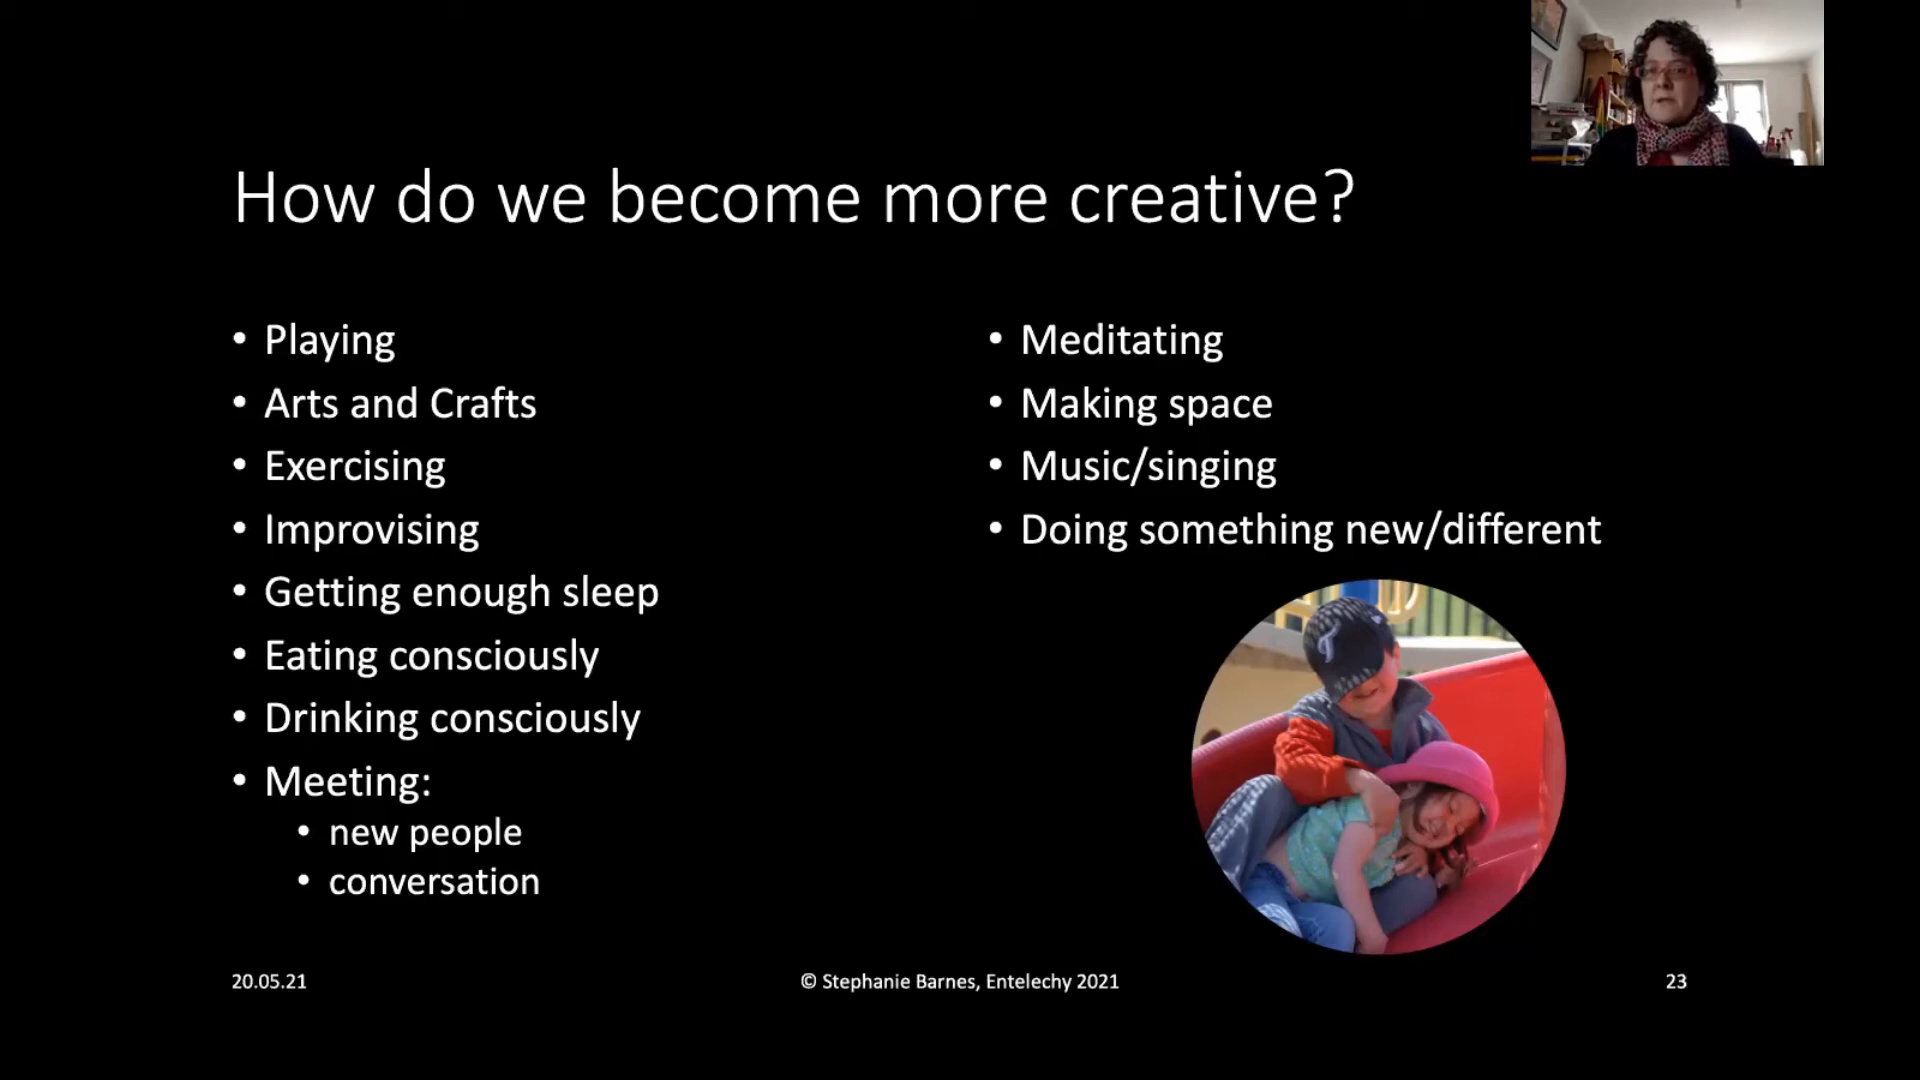 How do we become more creative?
• Playing
• Arts and Crafts
• Exercising
• Improvising
• Getting enough sleep
• Eating consciously
• Drinking consciously
• Meeting:
• new people
• conversation
• Meditating
• Making space
• Music/singing
• Doing something new/different
20.05.21
© Stephanie Barnes, Entelechy 2021
23